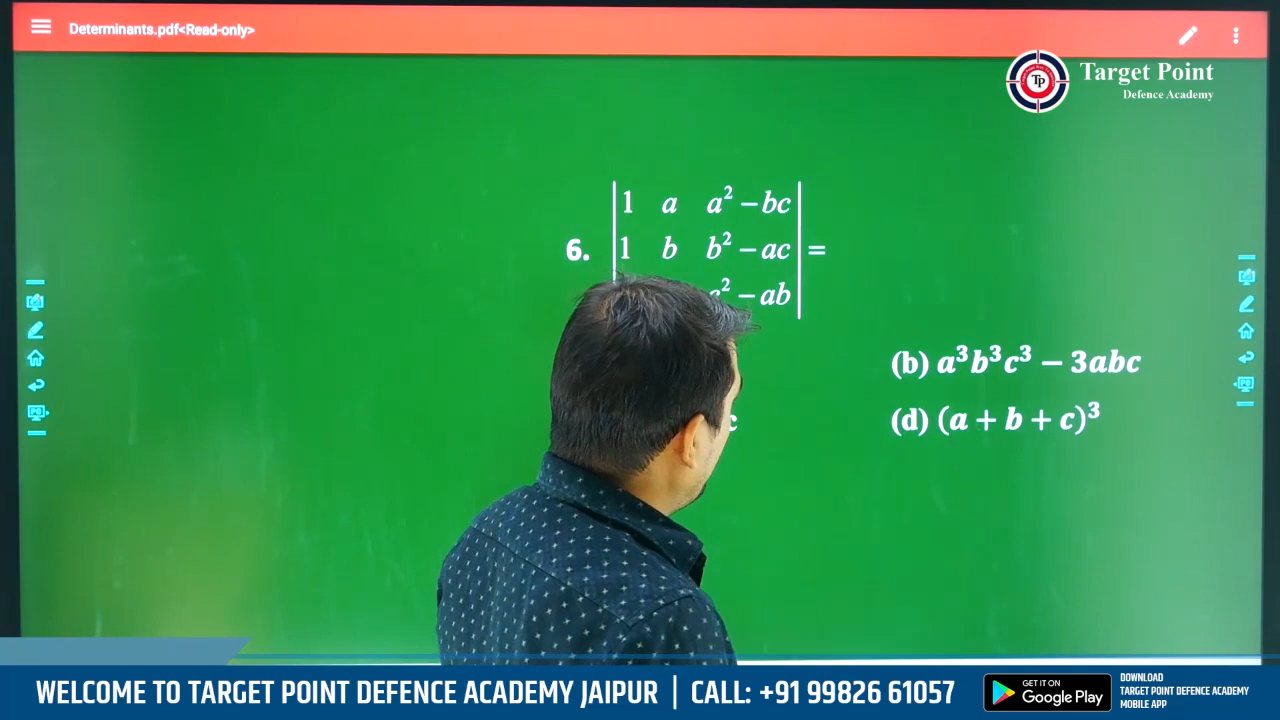 Determinants.pdf<Read-only>
TP
Target Point
Defence Academy
1 a a² – bc
6. 1 b b² – ac =
c² – ab
(b) a³b³c³ – 3abc
c
(d) (a + b + c)³
WELCOME TO TARGET POINT DEFENCE ACADEMY JAIPUR | CALL: +91 99826 61057
GET IT ON
Google Play
DOWNLOAD
TARGET POINT DEFENCE ACADEMY
MOBILE APP